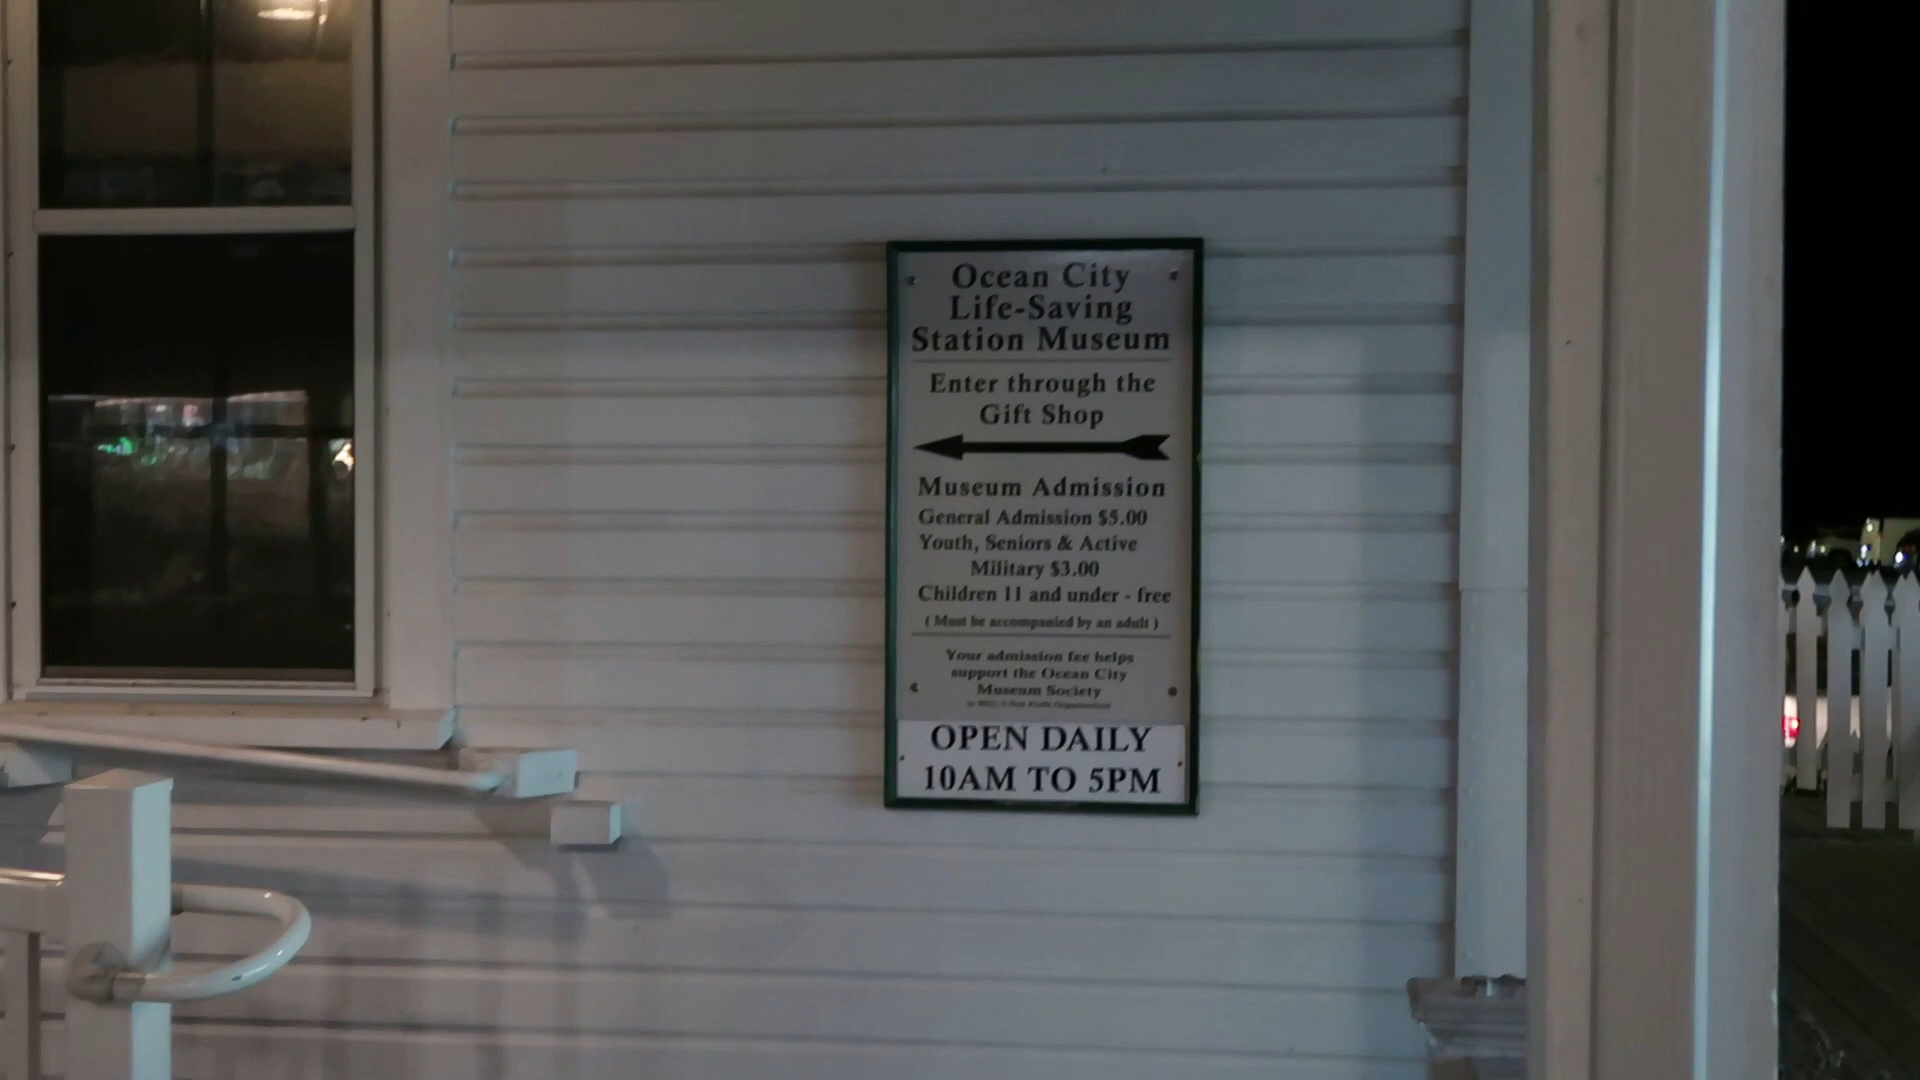 Ocean City
Life-Saving
Station Museum
Enter through the
Gift Shop
Museum Admission
General Admission $5.00
Youth, Seniors & Active
Military $3.00
Children 11 and under - free
( Must be accompanied by an adult )
Your admission fee helps
support the Ocean City
Museum Society
OPEN DAILY
10AM TO 5PM